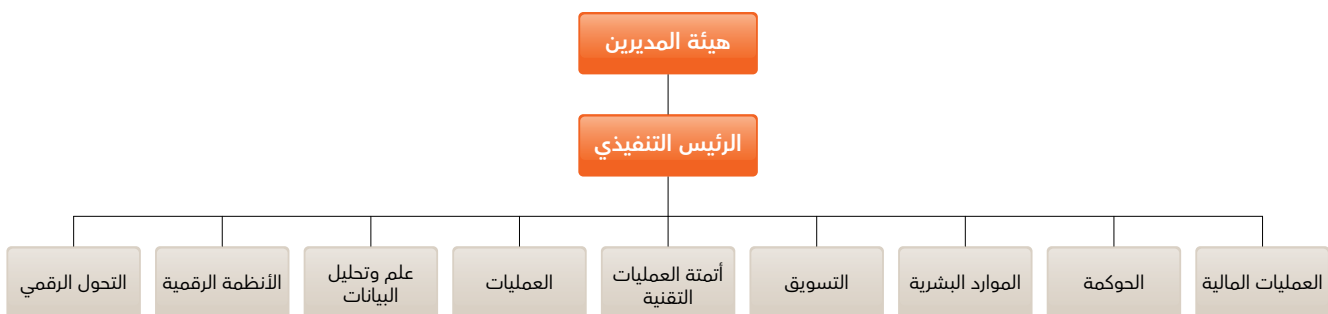 هيئة المديرين
الرئيس التنفيذي
العمليات المالية
الحوكمة
الموارد البشرية
التسويق
أتمتة العمليات
التقنية
العمليات
علم وتحليل
البيانات
الأنظمة الرقمية
التحول الرقمي